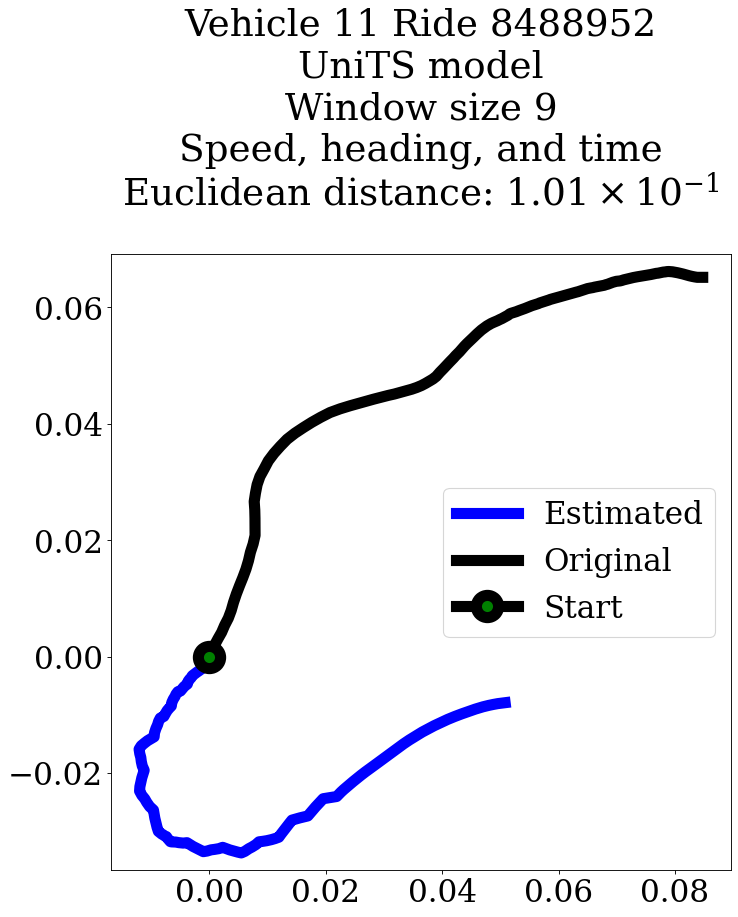 Vehicle 11 Ride 8488952
UniTS model
Window size 9
Speed, heading, and time
Euclidean distance: 1.01 × 10⁻¹
0.06
0.04
0.02
0.00
−0.02
Estimated
Original
Start
0.00 0.02 0.04 0.06 0.08